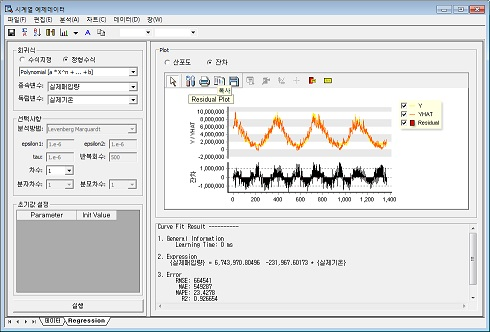 시계열 예제데이터
파일(F) 편집(E) 분석(A) 차트(C) 데이터(D) 창(W)
회귀식
수식지정 정형수식
Polynomial [a * X^n + ... + b]
종속변수: 실제폐입량
독립변수: 실제기온
선택사항
분석방법: Levenberg Marquardt
epsilon1: 1.e-6 epsilon2: 1.e-6
tau: 1.e-6 반복회수: 500
차수: 1
분자차수: 1 분모차수: 1
초기값 설정
Parameter Init Value
실행
데이터 Regression
Plot
산포도 잔차
복사
Residual Plot
Y / YHAT
10,000,000
8,000,000
6,000,000
4,000,000
2,000,000
0
-2,000,000
잔차
1,000,000
0
-1,000,000
0 200 400 600 800 1,000 1,200 1,400
Y
YHAT
Residual
Curve Fit Result ----------
1. General Information
Learning Time: 0 ms
2. Expression
{실제폐입량} = 6,743,970.80496 -231,967.60173 * {실제기온}
3. Error
RMSE: 664541
MAE: 549287
MAPE: 23.4278
R2: 0.926654